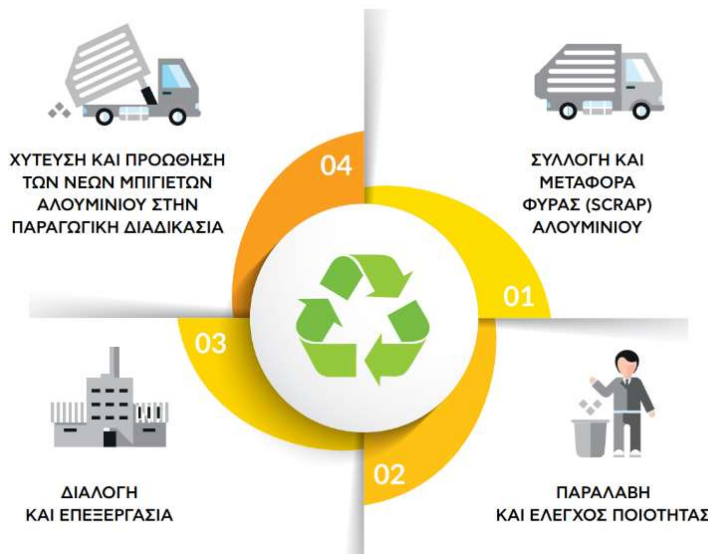 01
ΣΥΛΛΟΓΗ ΚΑΙ
ΜΕΤΑΦΟΡΑ
ΦΥΡΑΣ (SCRAP)
ΑΛΟΥΜΙΝΙΟΥ
02
ΠΑΡΑΛΑΒΗ
ΚΑΙ ΕΛΕΓΧΟΣ ΠΟΙΟΤΗΤΑΣ
03
ΔΙΑΛΟΓΗ
ΚΑΙ ΕΠΕΞΕΡΓΑΣΙΑ
04
ΧΥΤΕΥΣΗ ΚΑΙ ΠΡΟΩΘΗΣΗ
ΤΩΝ ΝΕΩΝ ΜΠΙΓΙΕΤΩΝ
ΑΛΟΥΜΙΝΙΟΥ ΣΤΗΝ
ΠΑΡΑΓΩΓΙΚΗ ΔΙΑΔΙΚΑΣΙΑ